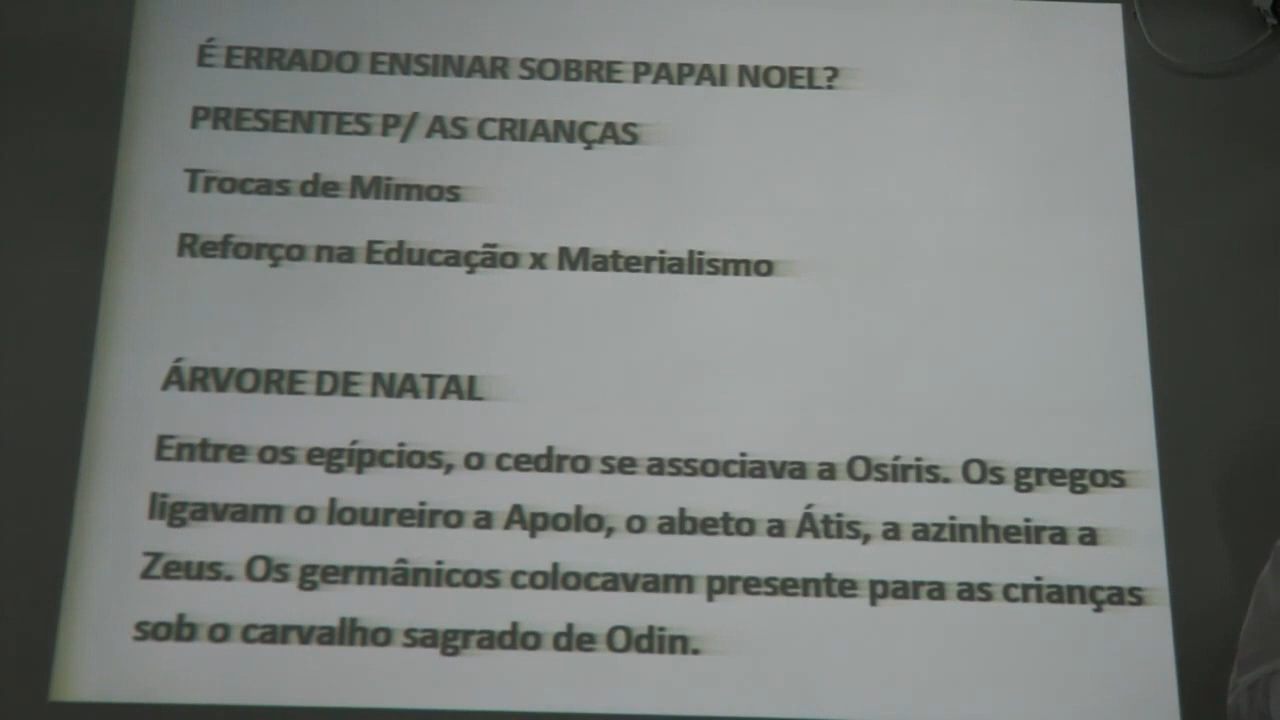 É ERRADO ENSINAR SOBRE PAPAI NOEL?
PRESENTES P/ AS CRIANÇAS
Trocas de Mimos
Reforço na Educação x Materialismo
ÁRVORE DE NATAL
Entre os egípcios, o cedro se associava a Osíris. Os gregos
ligavam o loureiro a Apolo, o abeto a Átis, a azinheira a
Zeus. Os germânicos colocavam presente para as crianças
sob o carvalho sagrado de Odin.